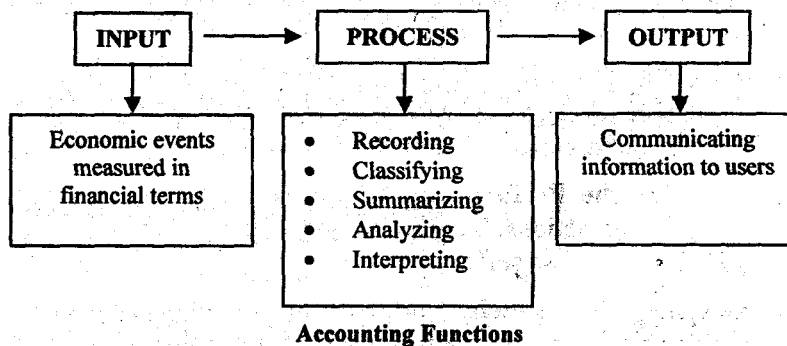 INPUT
PROCESS
OUTPUT
Economic events
measured in
financial terms
• Recording
• Classifying
• Summarizing
• Analyzing
• Interpreting
Communicating
information to users
Accounting Functions